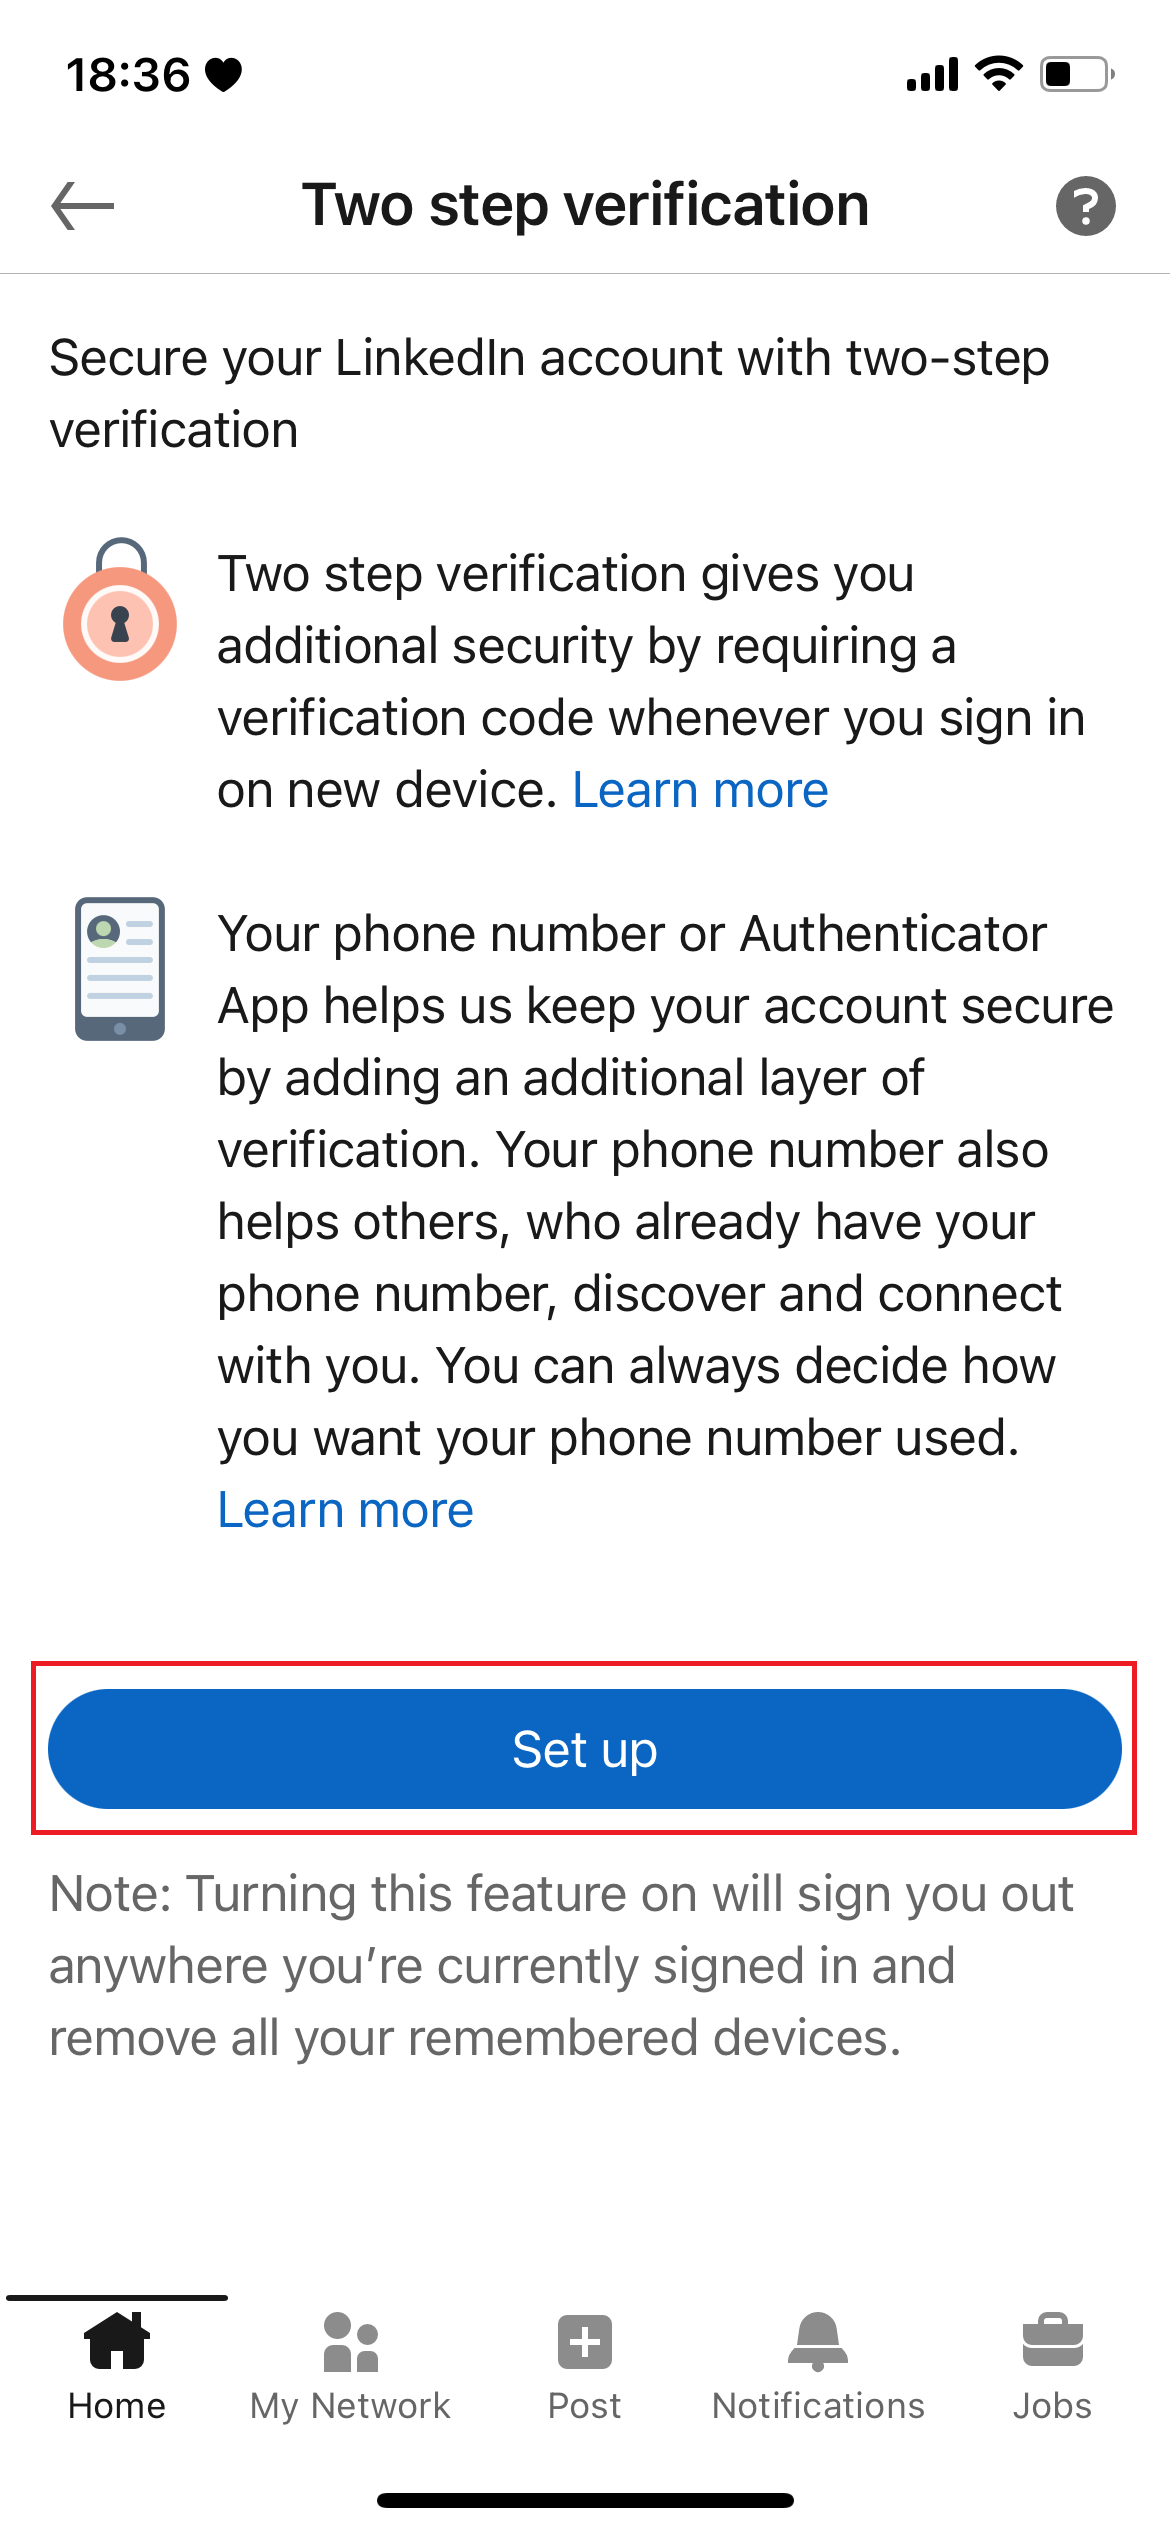 18:36
Two step verification
Secure your LinkedIn account with two-step
verification
Two step verification gives you
additional security by requiring a
verification code whenever you sign in
on new device. Learn more
Your phone number or Authenticator
App helps us keep your account secure
by adding an additional layer of
verification. Your phone number also
helps others, who already have your
phone number, discover and connect
with you. You can always decide how
you want your phone number used.
Learn more
Set up
Note: Turning this feature on will sign you out
anywhere you’re currently signed in and
remove all your remembered devices.
Home My Network Post Notifications Jobs